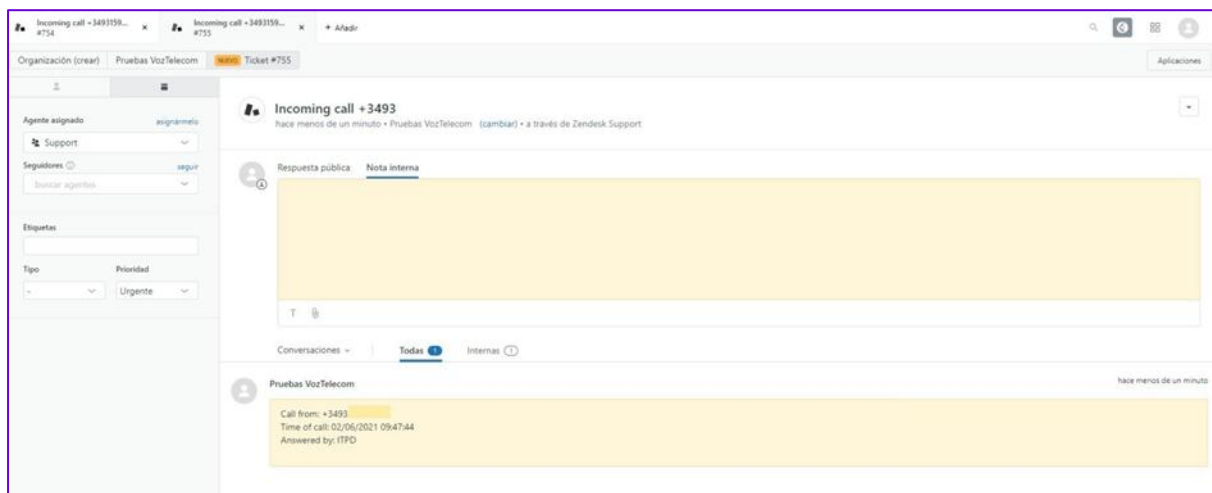 Incoming call +3493159...
#754
Incoming call +3493159...
#755
+ Añadir
Organización (crear)
Pruebas VozTelecom
NUEVO Ticket #755
Aplicaciones
Agente asignado
asignármelo
Support
Seguidores
seguir
buscar agentes
Etiquetas
Tipo
Prioridad
-
Urgente
Incoming call +3493
hace menos de un minuto • Pruebas VozTelecom (cambiar) • a través de Zendesk Support
Respuesta pública
Nota interna
T
Conversaciones
Todas 1
Internas 1
Pruebas VozTelecom
hace menos de un minuto
Call from: +3493
Time of call: 02/06/2021 09:47:44
Answered by: ITPD